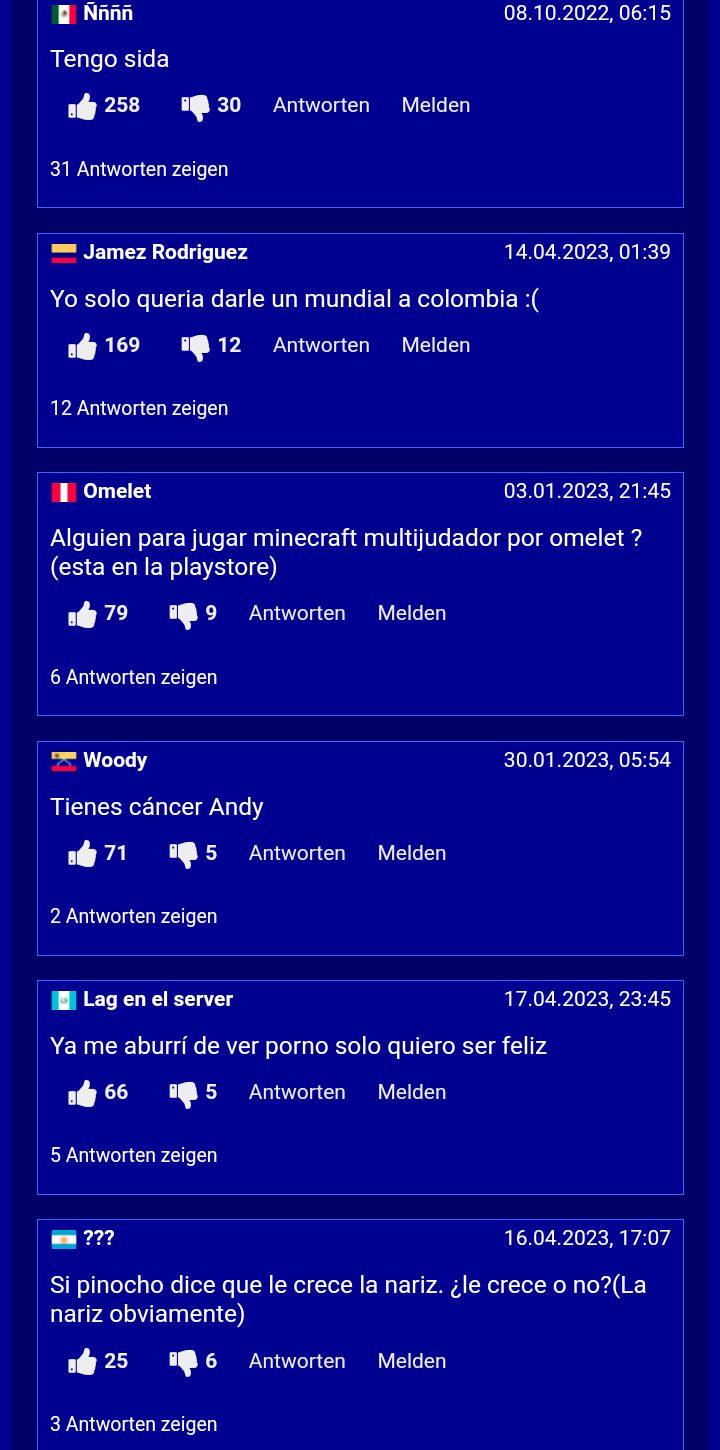 Ññññ 08.10.2022, 06:15
Tengo sida
258 30 Antworten Melden
31 Antworten zeigen
Jamez Rodriguez 14.04.2023, 01:39
Yo solo queria darle un mundial a colombia :(
169 12 Antworten Melden
12 Antworten zeigen
Omelet 03.01.2023, 21:45
Alguien para jugar minecraft multijudador por omelet ?
(esta en la playstore)
79 9 Antworten Melden
6 Antworten zeigen
Woody 30.01.2023, 05:54
Tienes cáncer Andy
71 5 Antworten Melden
2 Antworten zeigen
Lag en el server 17.04.2023, 23:45
Ya me aburrí de ver porno solo quiero ser feliz
66 5 Antworten Melden
5 Antworten zeigen
??? 16.04.2023, 17:07
Si pinocho dice que le crece la nariz. ¿le crece o no?(La
nariz obviamente)
25 6 Antworten Melden
3 Antworten zeigen